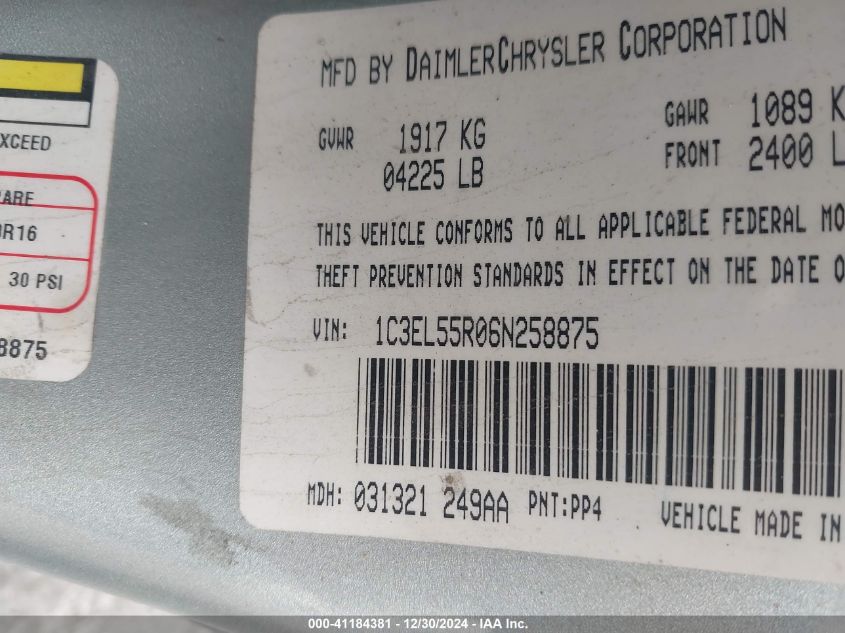 MFD BY DAIMLERCHRYSLER CORPORATION
GVWR 1917 KG
04225 LB
GAWR 1089 K
FRONT 2400 L
THIS VEHICLE CONFORMS TO ALL APPLICABLE FEDERAL MO
THEFT PREVENTION STANDARDS IN EFFECT ON THE DATE O
VIN: 1C3EL55R06N258875
MDH: 031321 249AA PNT:PP4 VEHICLE MADE IN
XCEED
ARE
R16
30 PSI
8875
000-41184381 - 12/30/2024 - IAA Inc.